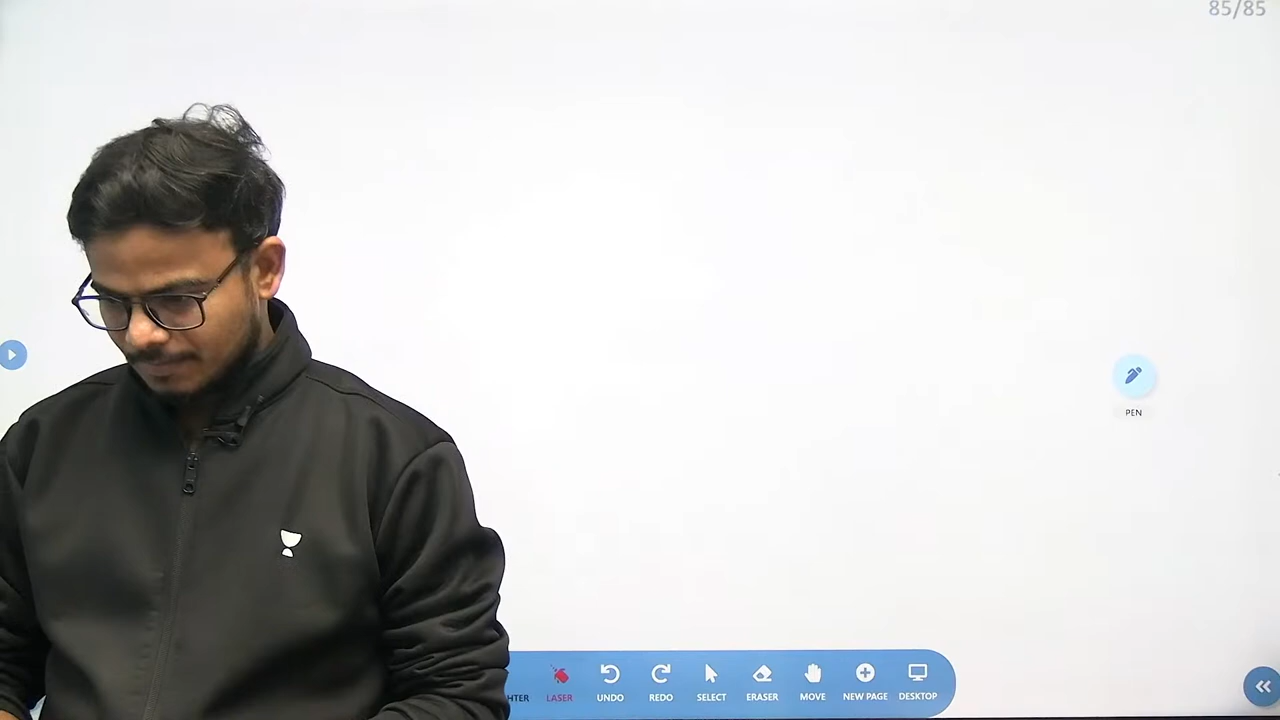 85/85
PEN
HTER LASER UNDO REDO SELECT ERASER MOVE NEW PAGE DESKTOP